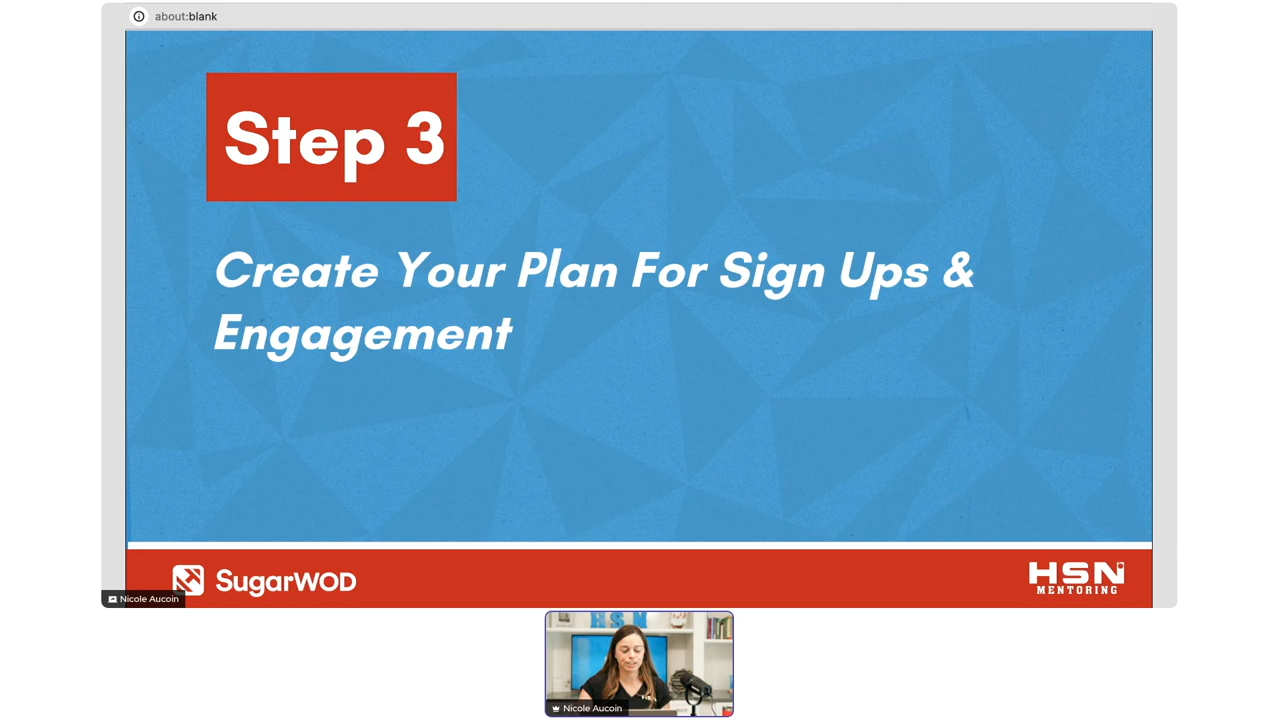 about:blank
Step 3
Create Your Plan For Sign Ups &
Engagement
SugarWOD
HSN
MENTORING
Nicole Aucoin
HSN
Nicole Aucoin